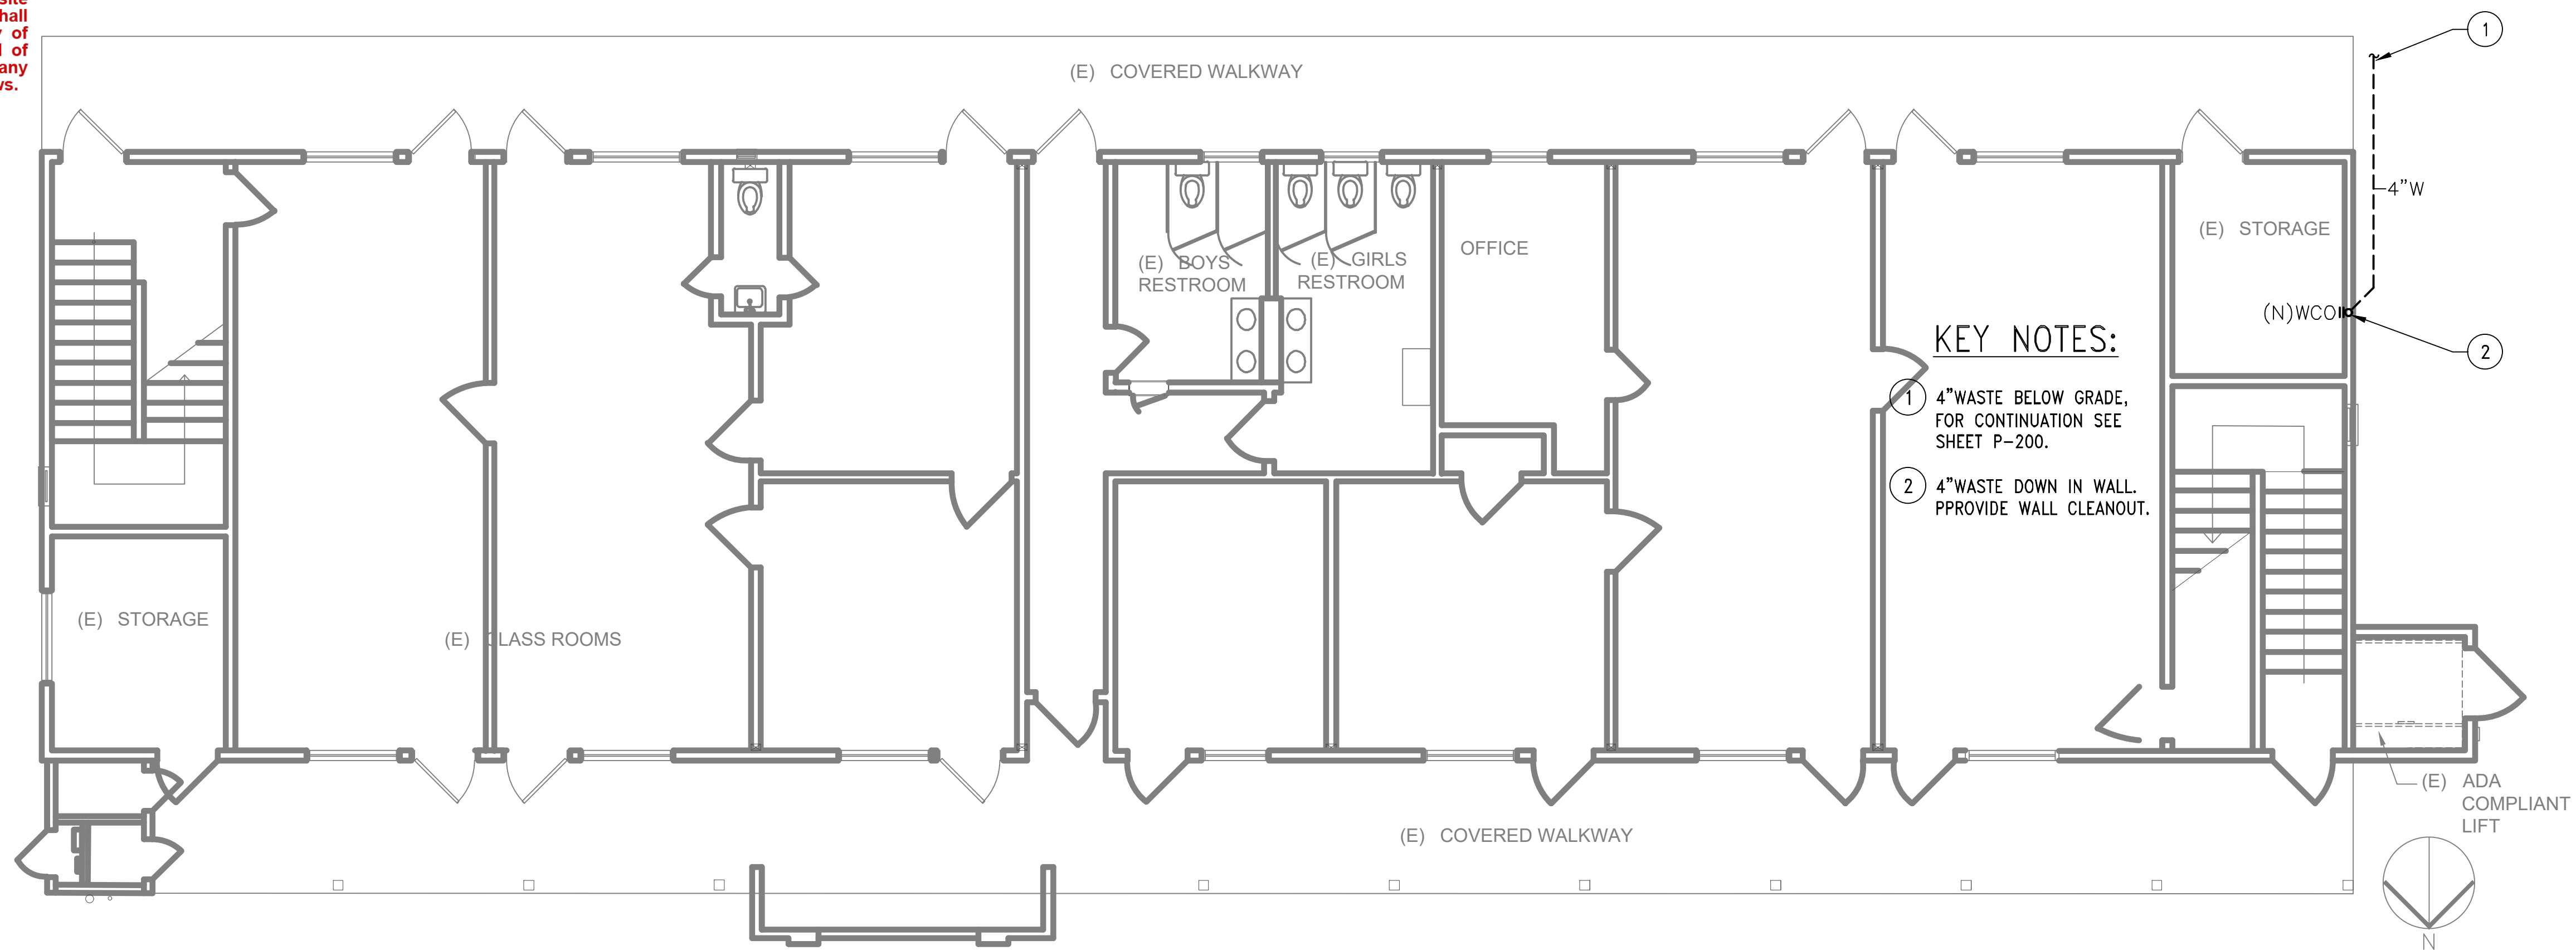 site
hall
of
of
any
vs.
(E) COVERED WALKWAY
1
4"W
(E) STORAGE
(E) BOYS
RESTROOM
(E) GIRLS
RESTROOM
OFFICE
(N)WCO
2
KEY NOTES:
1 4"WASTE BELOW GRADE,
FOR CONTINUATION SEE
SHEET P-200.
2 4"WASTE DOWN IN WALL.
PPROVIDE WALL CLEANOUT.
(E) STORAGE
(E) CLASS ROOMS
(E) ADA
COMPLIANT
LIFT
(E) COVERED WALKWAY
N